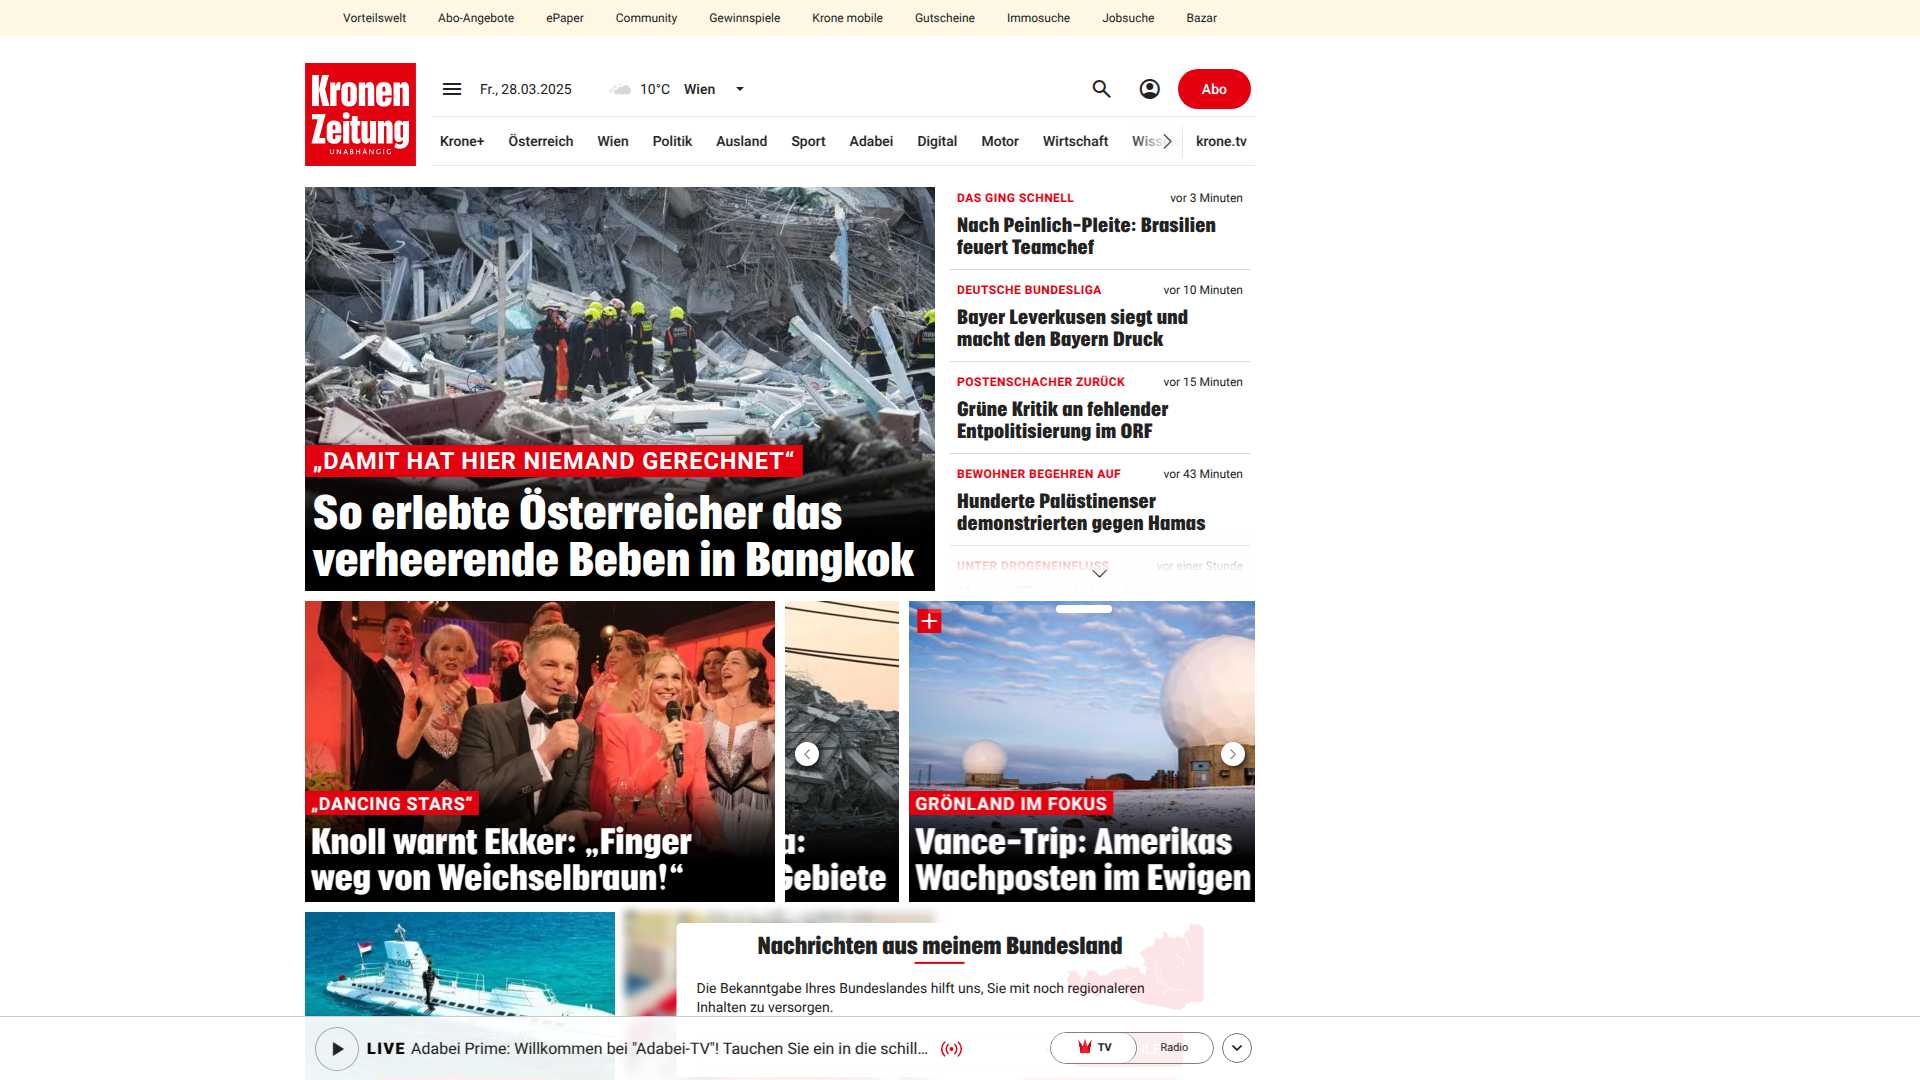 Vorteilswelt Abo-Angebote ePaper Community Gewinnspiele Krone mobile Gutscheine Immosuche Jobsuche Bazar
Kronen
Zeitung
UNABHÄNGIG
Fr., 28.03.2025 10°C Wien
Abo
Krone+ Österreich Wien Politik Ausland Sport Adabei Digital Motor Wirtschaft Wiss krone.tv
„DAMIT HAT HIER NIEMAND GERECHNET“
So erlebte Österreicher das
verheerende Beben in Bangkok
DAS GING SCHNELL vor 3 Minuten
Nach Peinlich-Pleite: Brasilien
feuert Teamchef
DEUTSCHE BUNDESLIGA vor 10 Minuten
Bayer Leverkusen siegt und
macht den Bayern Druck
POSTENSCHACHER ZURÜCK vor 15 Minuten
Grüne Kritik an fehlender
Entpolitisierung im ORF
BEWOHNER BEGEHREN AUF vor 43 Minuten
Hunderte Palästinenser
demonstrierten gegen Hamas
UNTER DROGENEINFLUSS vor einer Stunde
„DANCING STARS“
Knoll warnt Ekker: „Finger
weg von Weichselbraun!“
a:
Gebiete
GRÖNLAND IM FOKUS
Vance-Trip: Amerikas
Wachposten im Ewigen
Nachrichten aus meinem Bundesland
Die Bekanntgabe Ihres Bundeslandes hilft uns, Sie mit noch regionaleren
Inhalten zu versorgen.
LIVE Adabei Prime: Willkommen bei "Adabei-TV"! Tauchen Sie ein in die schill...
TV Radio